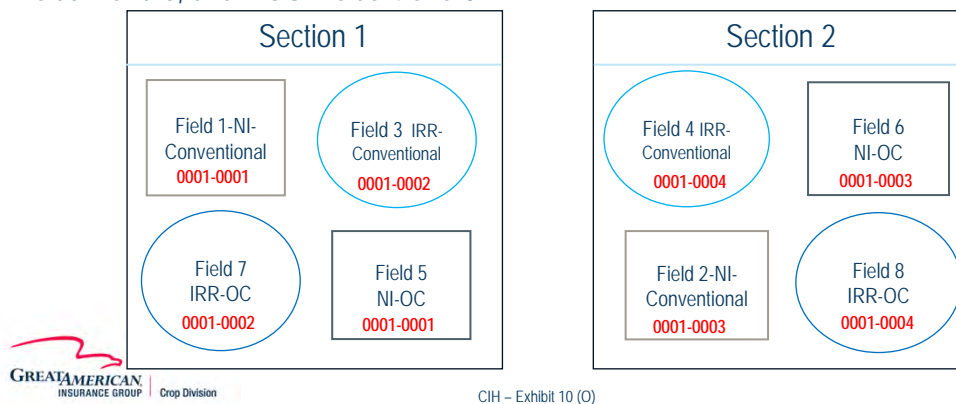 Section 1
Field 1-NI-
Conventional
0001-0001
Field 3 IRR-
Conventional
0001-0002
Field 7
IRR-OC
0001-0002
Field 5
NI-OC
0001-0001
Section 2
Field 4 IRR-
Conventional
0001-0004
Field 6
NI-OC
0001-0003
Field 2-NI-
Conventional
0001-0003
Field 8
IRR-OC
0001-0004
GREATAMERICAN.
INSURANCE GROUP
Crop Division
CIH – Exhibit 10 (O)